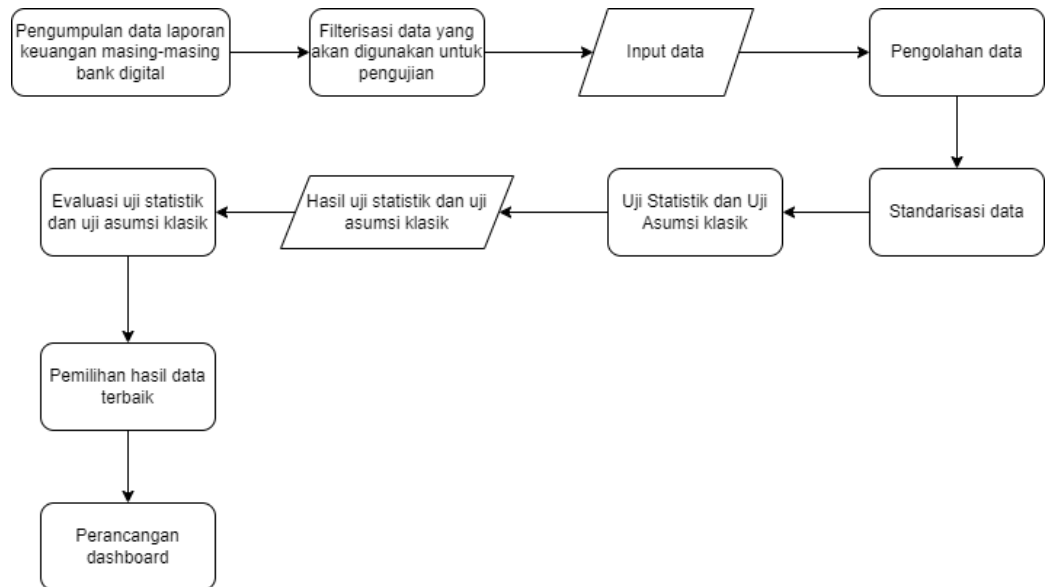 Pengumpulan data laporan
keuangan masing-masing
bank digital
Filterisasi data yang
akan digunakan untuk
pengujian
Input data
Pengolahan data
Evaluasi uji statistik
dan uji asumsi klasik
Hasil uji statistik dan uji
asumsi klasik
Uji Statistik dan Uji
Asumsi klasik
Standarisasi data
Pemilihan hasil data
terbaik
Perancangan
dashboard